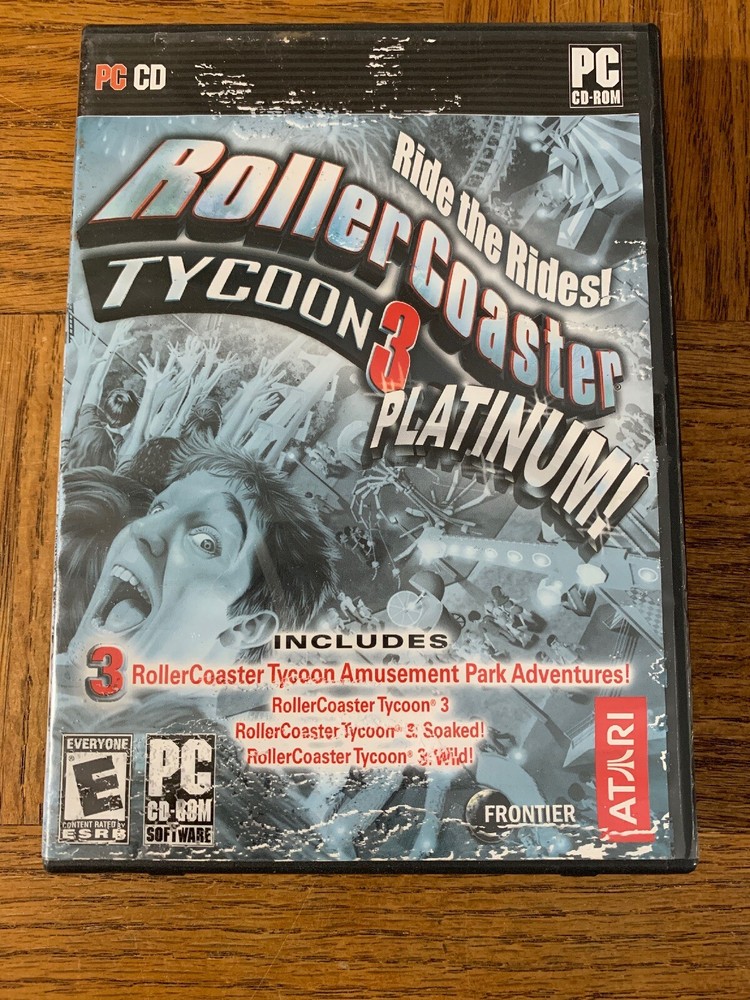 PC CD
PC
CD-ROM
Ride the Rides!
RollerCoaster®
TYCOON 3
PLATINUM!
INCLUDES
3 RollerCoaster Tycoon Amusement Park Adventures!
RollerCoaster Tycoon® 3
RollerCoaster Tycoon® 3: Soaked!
RollerCoaster Tycoon® 3: Wild!
EVERYONE
E
CONTENT RATED BY
ESRB
PC
CD-ROM
SOFTWARE
FRONTIER
ATARI